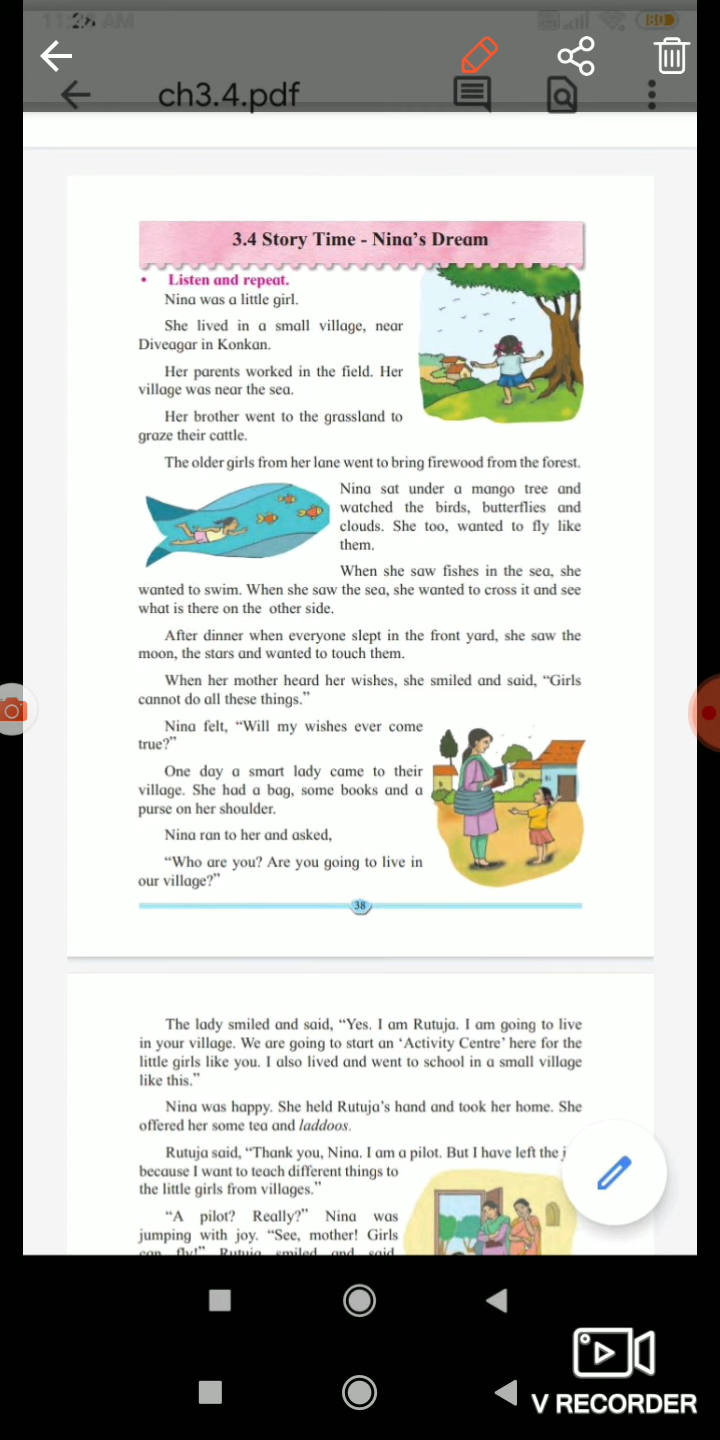 11:28 AM
80
ch3.4.pdf
3.4 Story Time - Nina's Dream
• Listen and repeat.
Nina was a little girl.
She lived in a small village, near
Diveagar in Konkan.
Her parents worked in the field. Her
village was near the sea.
Her brother went to the grassland to
graze their cattle.
The older girls from her lane went to bring firewood from the forest.
Nina sat under a mango tree and
watched the birds, butterflies and
clouds. She too, wanted to fly like
them.
When she saw fishes in the sea, she
wanted to swim. When she saw the sea, she wanted to cross it and see
what is there on the other side.
After dinner when everyone slept in the front yard, she saw the
moon, the stars and wanted to touch them.
When her mother heard her wishes, she smiled and said, “Girls
cannot do all these things.”
Nina felt, “Will my wishes ever come
true?”
One day a smart lady came to their
village. She had a bag, some books and a
purse on her shoulder.
Nina ran to her and asked,
“Who are you? Are you going to live in
our village?”
38
The lady smiled and said, “Yes. I am Rutuja. I am going to live
in your village. We are going to start an ‘Activity Centre’ here for the
little girls like you. I also lived and went to school in a small village
like this.”
Nina was happy. She held Rutuja’s hand and took her home. She
offered her some tea and laddoos.
Rutuja said, “Thank you, Nina. I am a pilot. But I have left the j
because I want to teach different things to
the little girls from villages.”
“A pilot? Really?” Nina was
jumping with joy. “See, mother! Girls
can fly!” Rutuja smiled and said,
V RECORDER